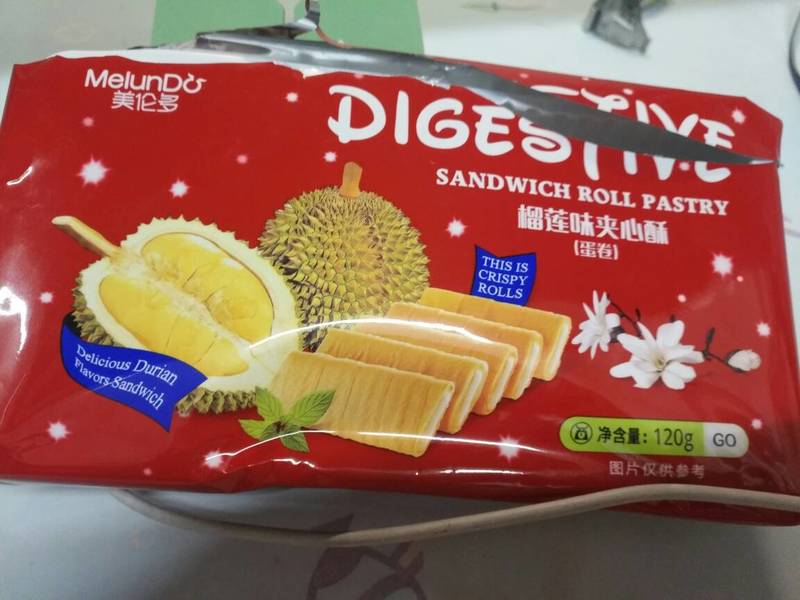 MelunDo
美伦多
DIGESTIVE
SANDWICH ROLL PASTRY
榴莲味夹心酥
(蛋卷)
THIS IS
CRISPY
ROLLS
Delicious Durian
Flavors Sandwich
净含量: 120g GO
图片仅供参考